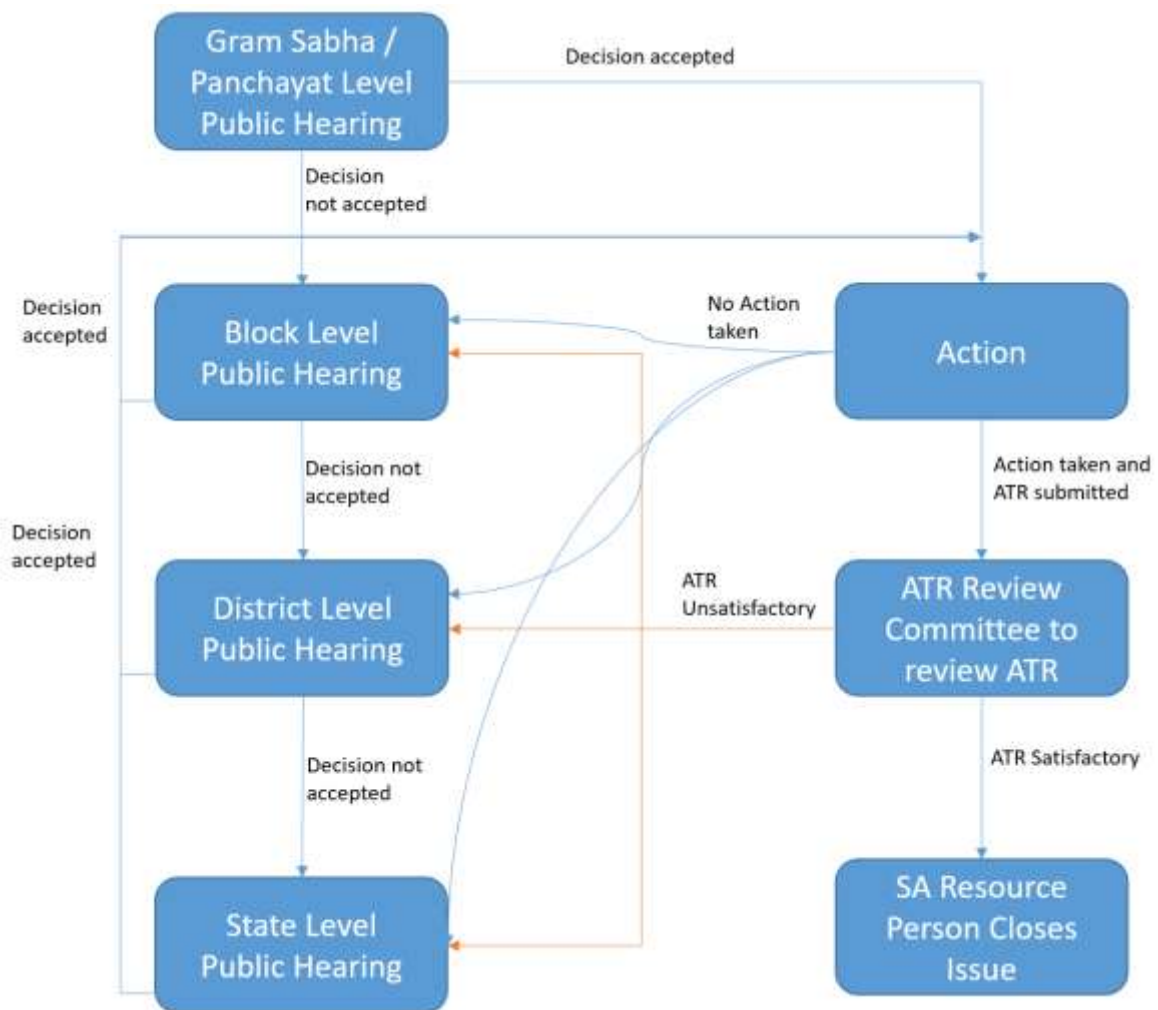 Gram Sabha /
Panchayat Level
Public Hearing
Decision accepted
Decision
not accepted
Decision
accepted
Block Level
Public Hearing
No Action
taken
Action
Decision not
accepted
Action taken and
ATR submitted
Decision
accepted
District Level
Public Hearing
ATR
Unsatisfactory
ATR Review
Committee to
review ATR
Decision not
accepted
ATR Satisfactory
State Level
Public Hearing
SA Resource
Person Closes
Issue